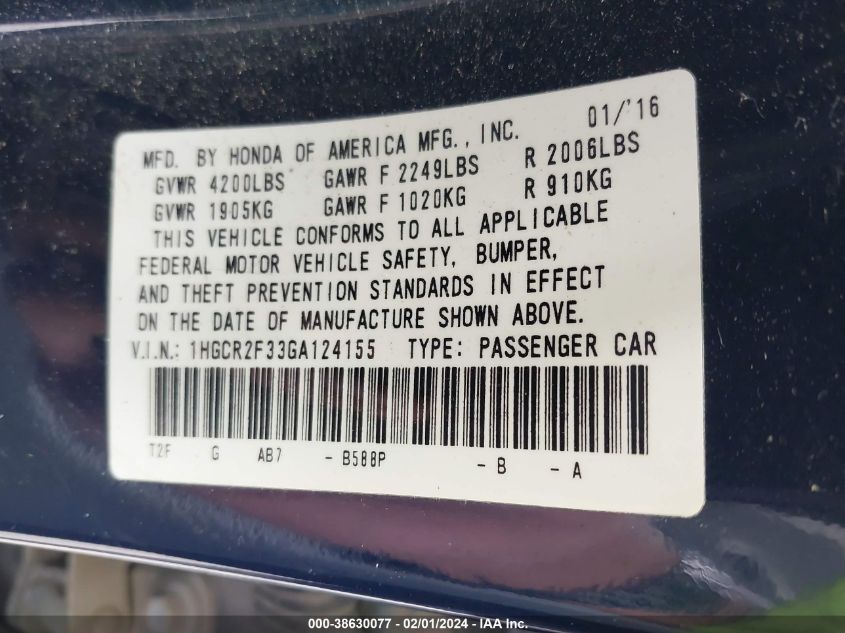 01/'16
MFD. BY HONDA OF AMERICA MFG., INC.
GVWR 4200LBS GAWR F 2249LBS R 2006LBS
GVWR 1905KG GAWR F 1020KG R 910KG
THIS VEHICLE CONFORMS TO ALL APPLICABLE
FEDERAL MOTOR VEHICLE SAFETY, BUMPER,
AND THEFT PREVENTION STANDARDS IN EFFECT
ON THE DATE OF MANUFACTURE SHOWN ABOVE.
V.I.N.: 1HGCR2F33GA124155 TYPE: PASSENGER CAR
T2F G AB7 - B588P - B - A
000-38630077 - 02/01/2024 - IAA Inc.